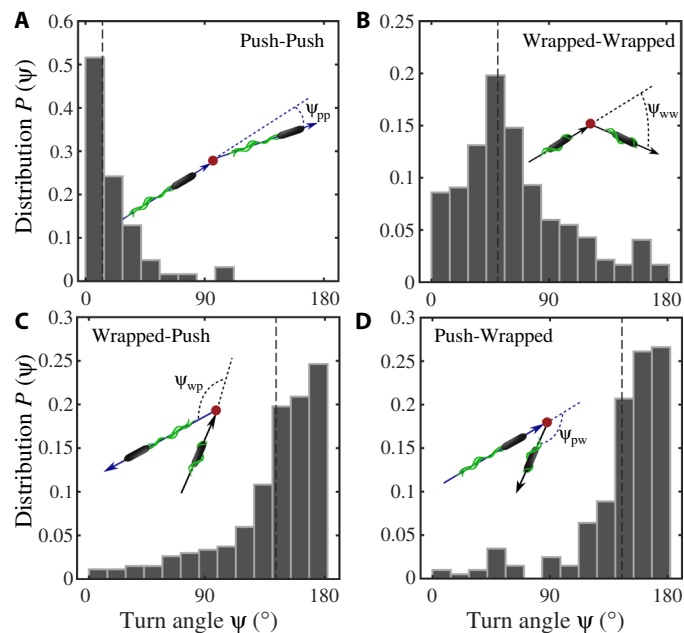 A
Push-Push
0.6
0.5
0.4
0.3
0.2
0.1
0
0 90 180
Distribution P (ψ)
ψpp
B
Wrapped-Wrapped
0.25
0.2
0.15
0.10
0.05
0
0 90 180
ψww
C
Wrapped-Push
0.3
0.25
0.2
0.15
0.1
0.05
0
0 90 180
Distribution P (ψ)
Turn angle ψ (°)
ψwp
D
Push-Wrapped
0.3
0.25
0.2
0.15
0.1
0.05
0
0 90 180
Turn angle ψ (°)
ψpw